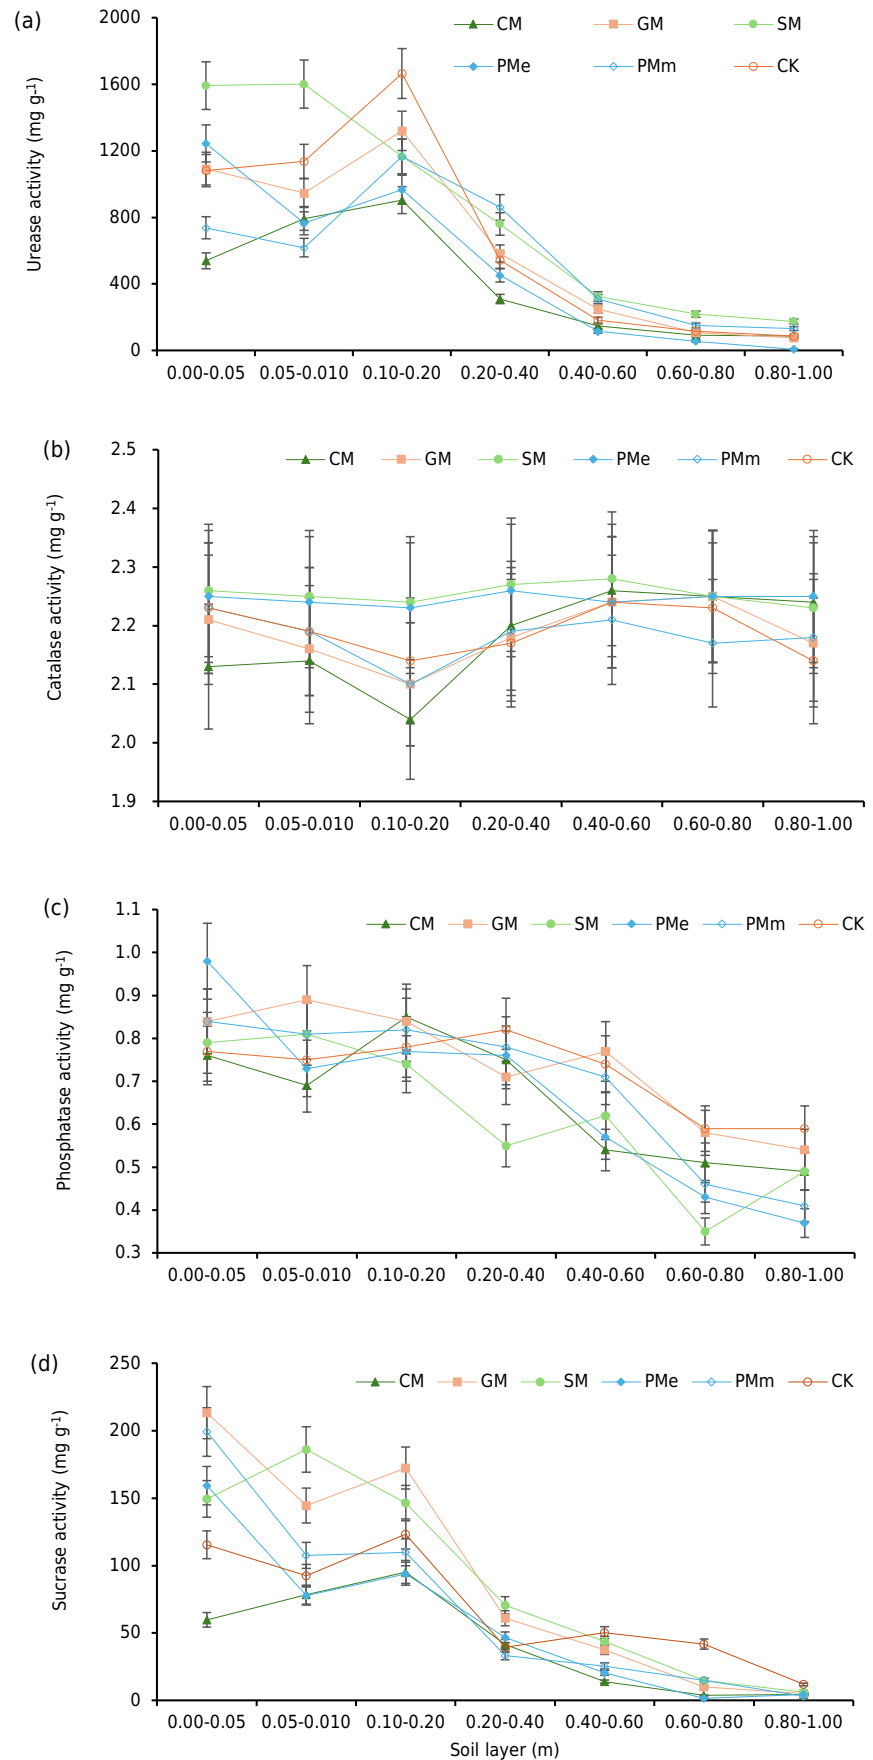 (a)
CM GM SM
PMe PMm CK
Urease activity (mg g-1)
2000
1600
1200
800
400
0
0.00-0.05 0.05-0.010 0.10-0.20 0.20-0.40 0.40-0.60 0.60-0.80 0.80-1.00
(b)
CM GM SM PMe PMm CK
Catalase activity (mg g-1)
2.5
2.4
2.3
2.2
2.1
2.0
1.9
0.00-0.05 0.05-0.010 0.10-0.20 0.20-0.40 0.40-0.60 0.60-0.80 0.80-1.00
(c)
CM GM SM PMe PMm CK
Phosphatase activity (mg g-1)
1.1
1.0
0.9
0.8
0.7
0.6
0.5
0.4
0.3
0.00-0.05 0.05-0.010 0.10-0.20 0.20-0.40 0.40-0.60 0.60-0.80 0.80-1.00
(d)
CM GM SM PMe PMm CK
Sucrase activity (mg g-1)
250
200
150
100
50
0
0.00-0.05 0.05-0.010 0.10-0.20 0.20-0.40 0.40-0.60 0.60-0.80 0.80-1.00
Soil layer (m)